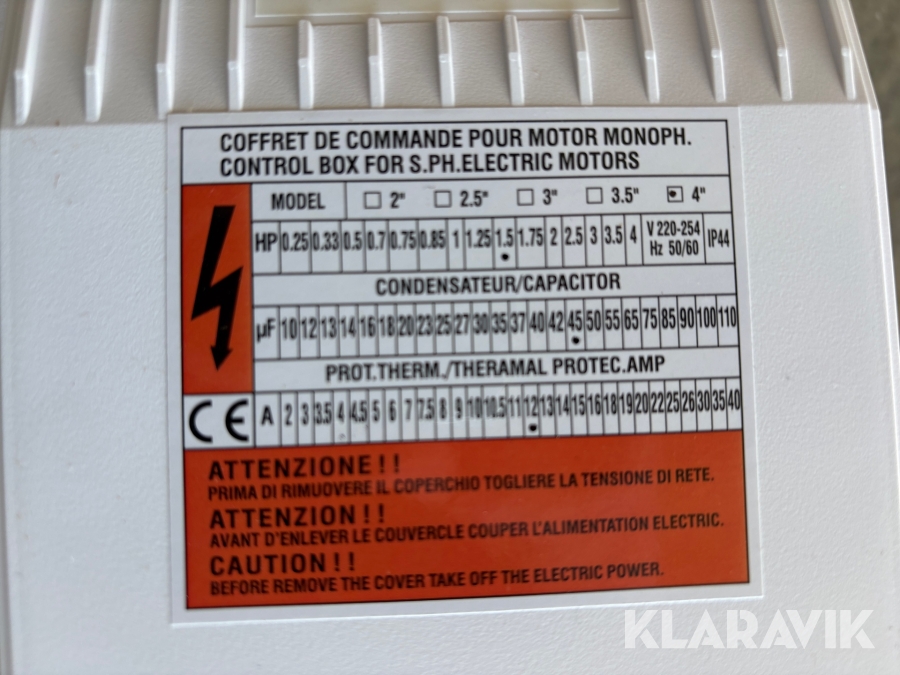 COFFRET DE COMMANDE POUR MOTOR MONOPH.
CONTROL BOX FOR S.PH.ELECTRIC MOTORS
MODEL 2" 2.5" 3" 3.5" 4"
HP 0.25 0.33 0.5 0.7 0.75 0.85 1 1.25 1.5 1.75 2 2.5 3 3.5 4 V 220-254 Hz 50/60 IP44
CONDENSATEUR/CAPACITOR
µF 10 12 13 14 16 18 20 23 25 27 30 35 37 40 42 45 50 55 65 75 85 90 100 110
PROT.THERM./THERAMAL PROTEC.AMP
CE A 2 3 3.5 4 4.5 5 6 7 7.5 8 9 10 10.5 11 12 13 14 15 16 18 19 20 22 25 26 30 35 40
ATTENZIONE!!
PRIMA DI RIMUOVERE IL COPERCHIO TOGLIERE LA TENSIONE DI RETE.
ATTENZION!!
AVANT D'ENLEVER LE COUVERCLE COUPER L'ALIMENTATION ELECTRIC.
CAUTION!!
BEFORE REMOVE THE COVER TAKE OFF THE ELECTRIC POWER.
KLARAVIK